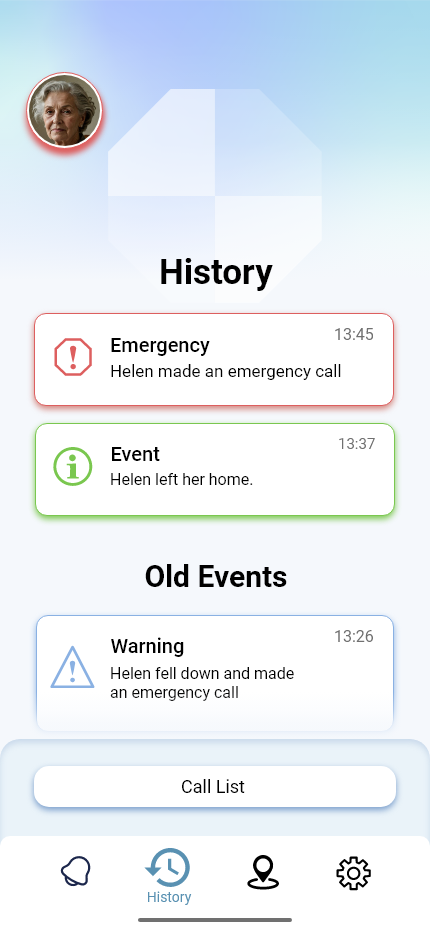 History
13:45
Emergency
Helen made an emergency call
13:37
Event
Helen left her home.
Old Events
13:26
Warning
Helen fell down and made
an emergency call
Call List
History